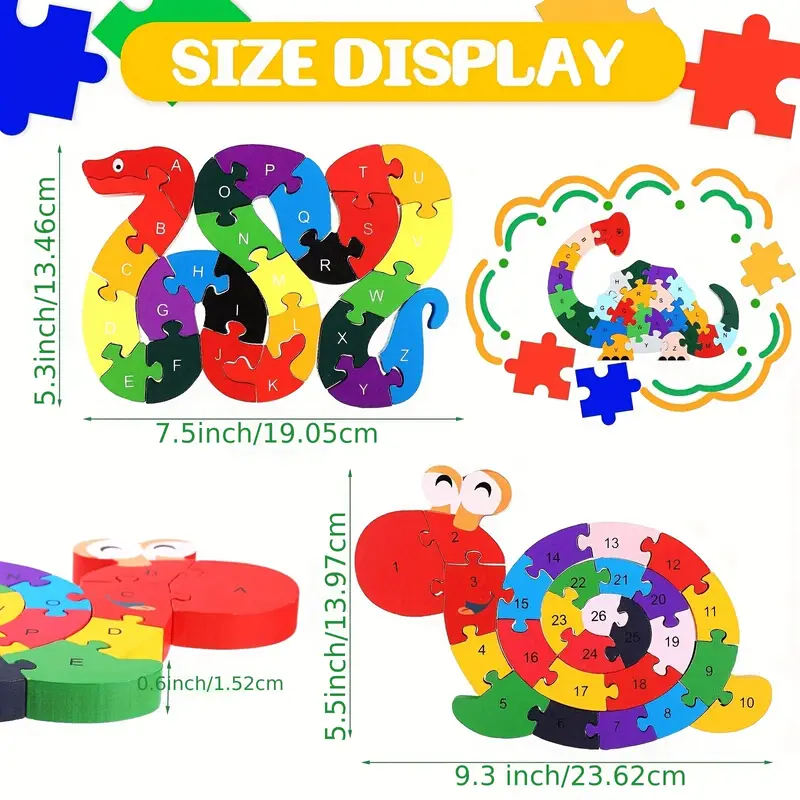 SIZE DISPLAY
5.3inch/13.46cm
A
B
C
D
E
F
G
H
I
J
K
L
M
N
O
P
Q
R
S
T
U
V
W
X
Y
Z
7.5inch/19.05cm
A
P
D
E
0.6inch/1.52cm
5.5inch/13.97cm
1
2
3
4
5
6
7
8
9
10
11
12
13
14
15
16
17
18
19
20
21
22
23
24
25
26
9.3 inch/23.62cm